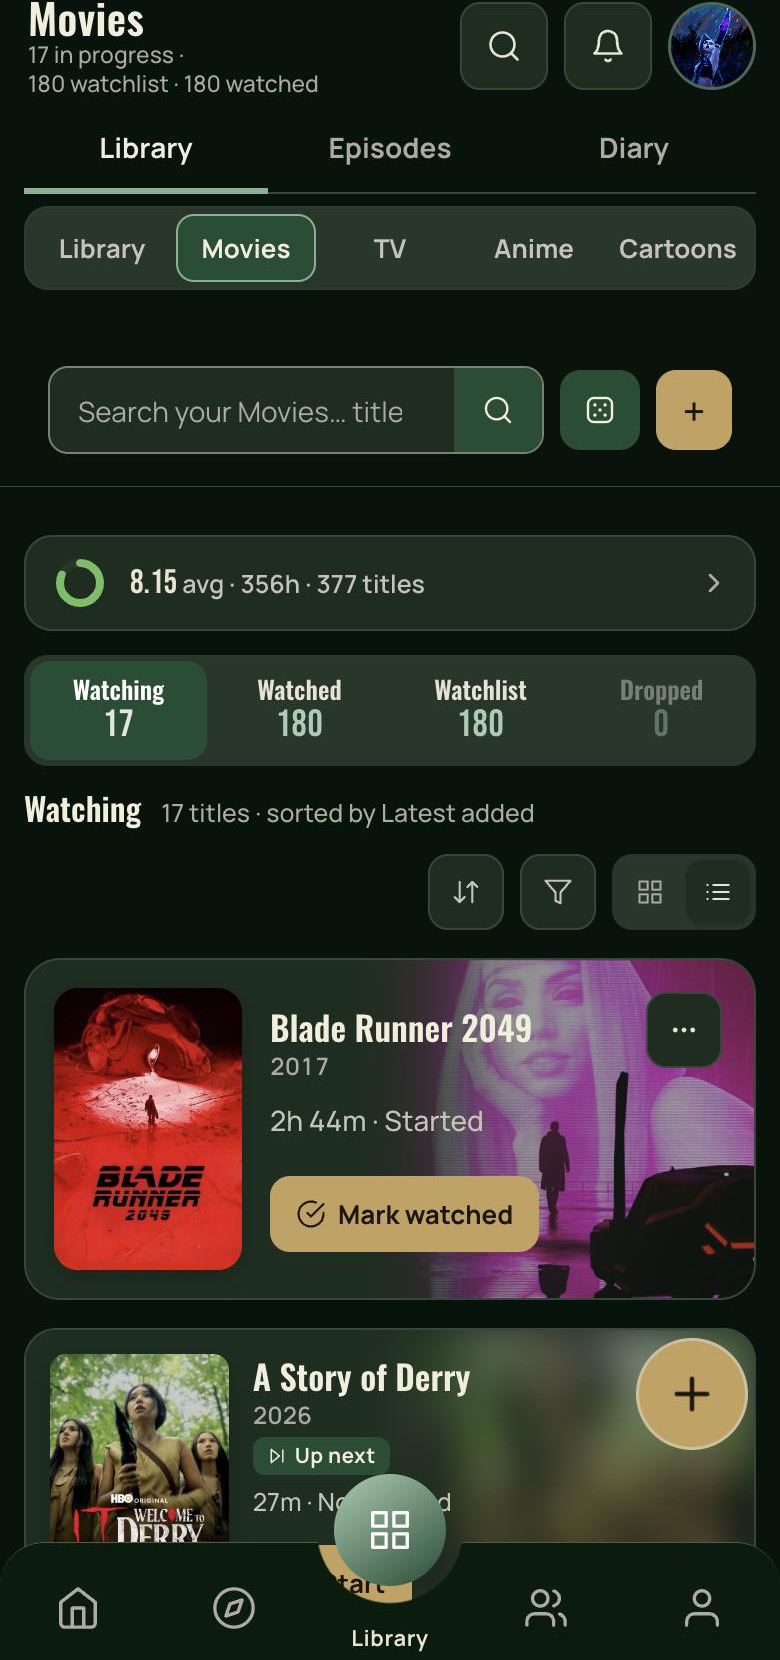 Movies
17 in progress ·
180 watchlist · 180 watched
Library Episodes Diary
Library Movies TV Anime Cartoons
Search your Movies... title
+
8.15 avg · 356h · 377 titles
Watching Watched Watchlist Dropped
17 180 180 0
Watching 17 titles · sorted by Latest added
Blade Runner 2049
2017
2h 44m · Started
BLADE
RUNNER
2049
Mark watched
A Story of Derry
2026
Up next
27m ·
HBO ORIGINAL
IT WELCOME TO
DERRY
Library